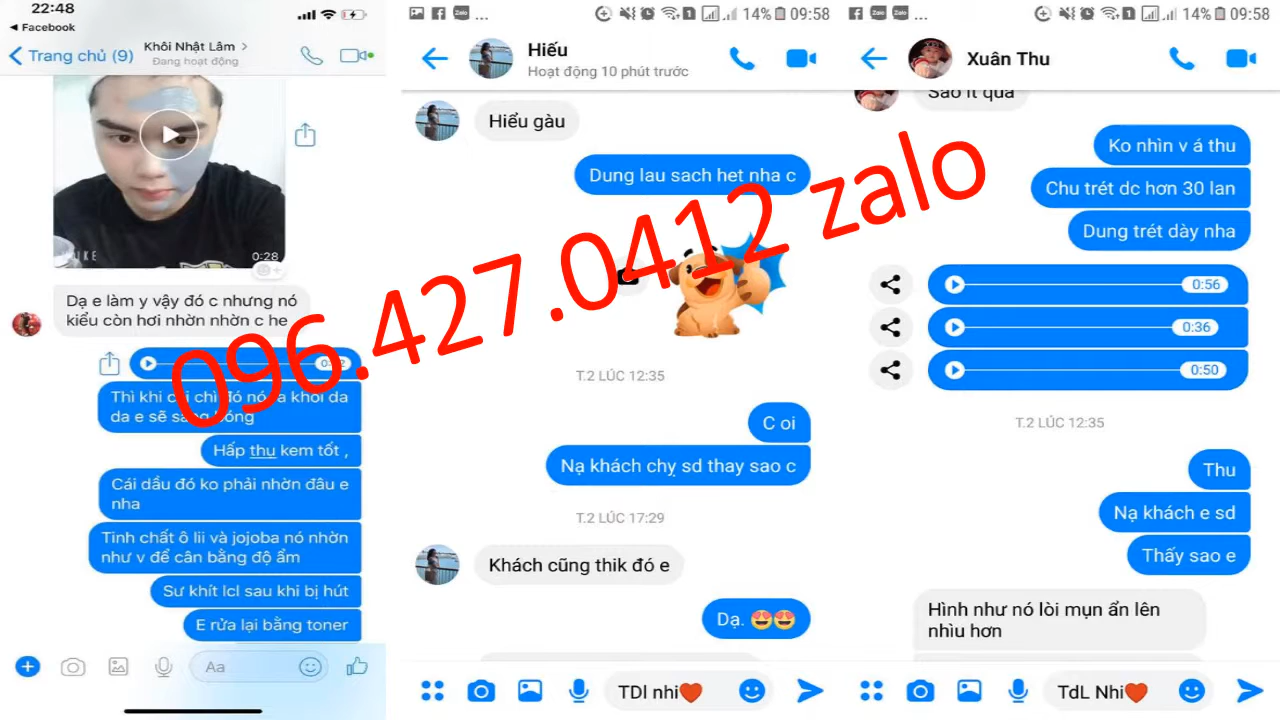 22:48
Facebook
Trang chủ (9)
Khôi Nhật Lâm
Đang hoạt động
0:28
Dạ e làm y vậy đó c nhưng nó
kiểu còn hơi nhờn nhờn c he
Thì khi
da e sẽ
Hấp thụ kem tốt ,
Cái dầu đó ko phải nhờn đâu e
nha
Tinh chất ô lii và jojoba nó nhờn
như v để cân bằng độ ẩm
Sư khít lcl sau khi bị hút
E rửa lại bằng toner
Aa
Zalo
...
14%
09:58
Hiếu
Hoạt động 10 phút trước
Hiểu gàu
Dung lau sach het nha c
T.2 LÚC 12:35
C oi
Nạ khách chỵ sd thay sao c
T.2 LÚC 17:29
Khách cũng thik đó e
Dạ. 😍😍
TDl nhi♥
Zalo Zalo ...
14%
09:58
Xuân Thu
Sao ít quá
Ko nhìn v á thu
Chu trét dc hơn 30 lan
Dung trét dày nha
0:56
0:36
0:50
T.2 LÚC 12:35
Thu
Nạ khách e sd
Thấy sao e
Hình như nó lòi mụn ẩn lên
nhìu hơn
TdL Nhi♥
096.427.0412 zalo